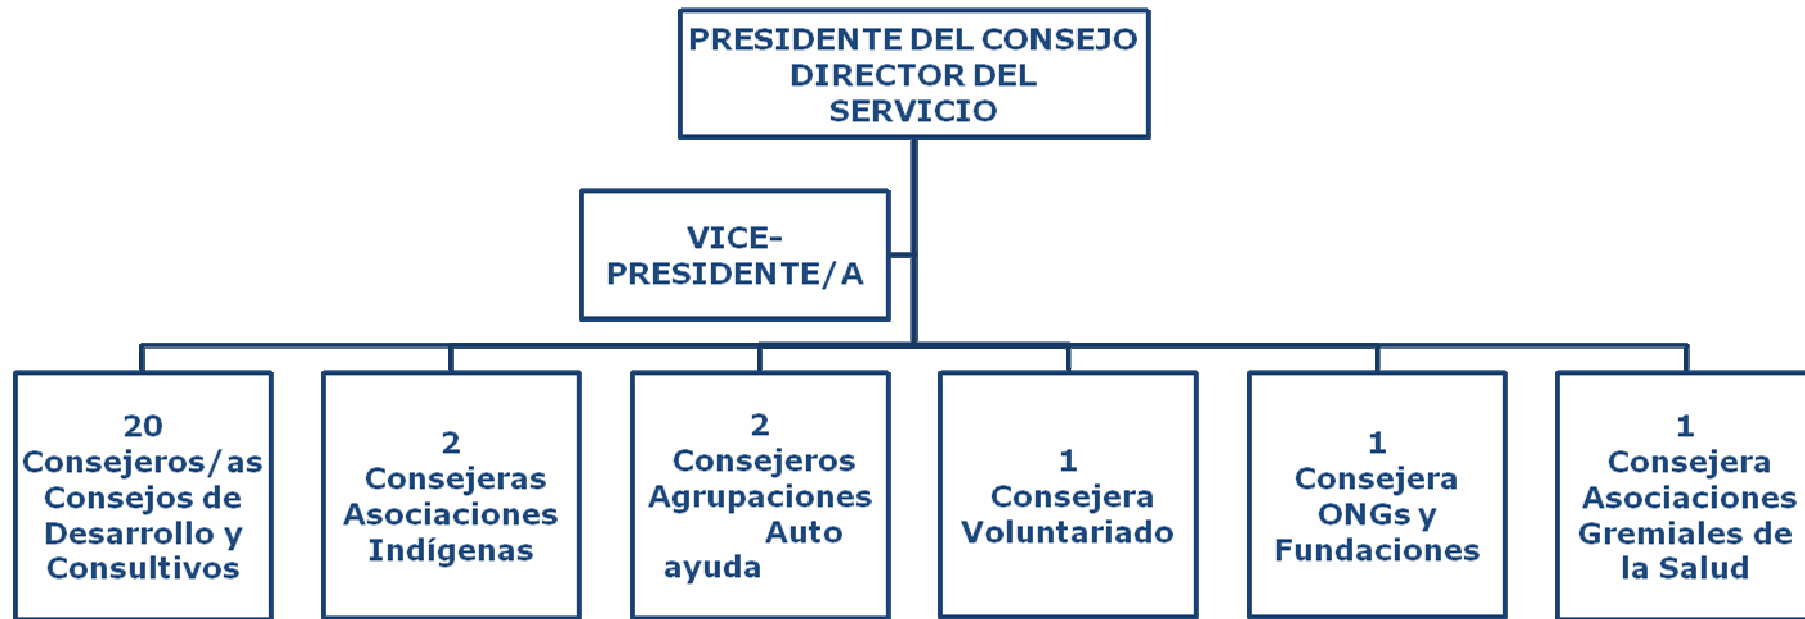 PRESIDENTE DEL CONSEJO
DIRECTOR DEL
SERVICIO
VICE-
PRESIDENTE/A
20
Consejeros/as
Consejos de
Desarrollo y
Consultivos
2
Consejeras
Asociaciones
Indígenas
2
Consejeros
Agrupaciones
Auto
ayuda
1
Consejera
Voluntariado
1
Consejera
ONGs y
Fundaciones
1
Consejera
Asociaciones
Gremiales de
la Salud